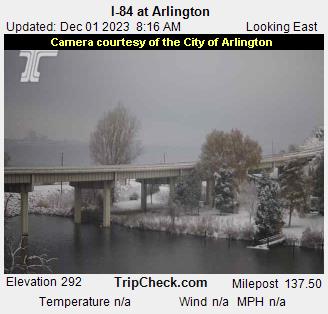 I-84 at Arlington
Updated: Dec 01 2023 8:16 AM Looking East
Camera courtesy of the City of Arlington
Elevation 292 TripCheck.com Milepost 137.50
Temperature n/a Wind n/a MPH n/a